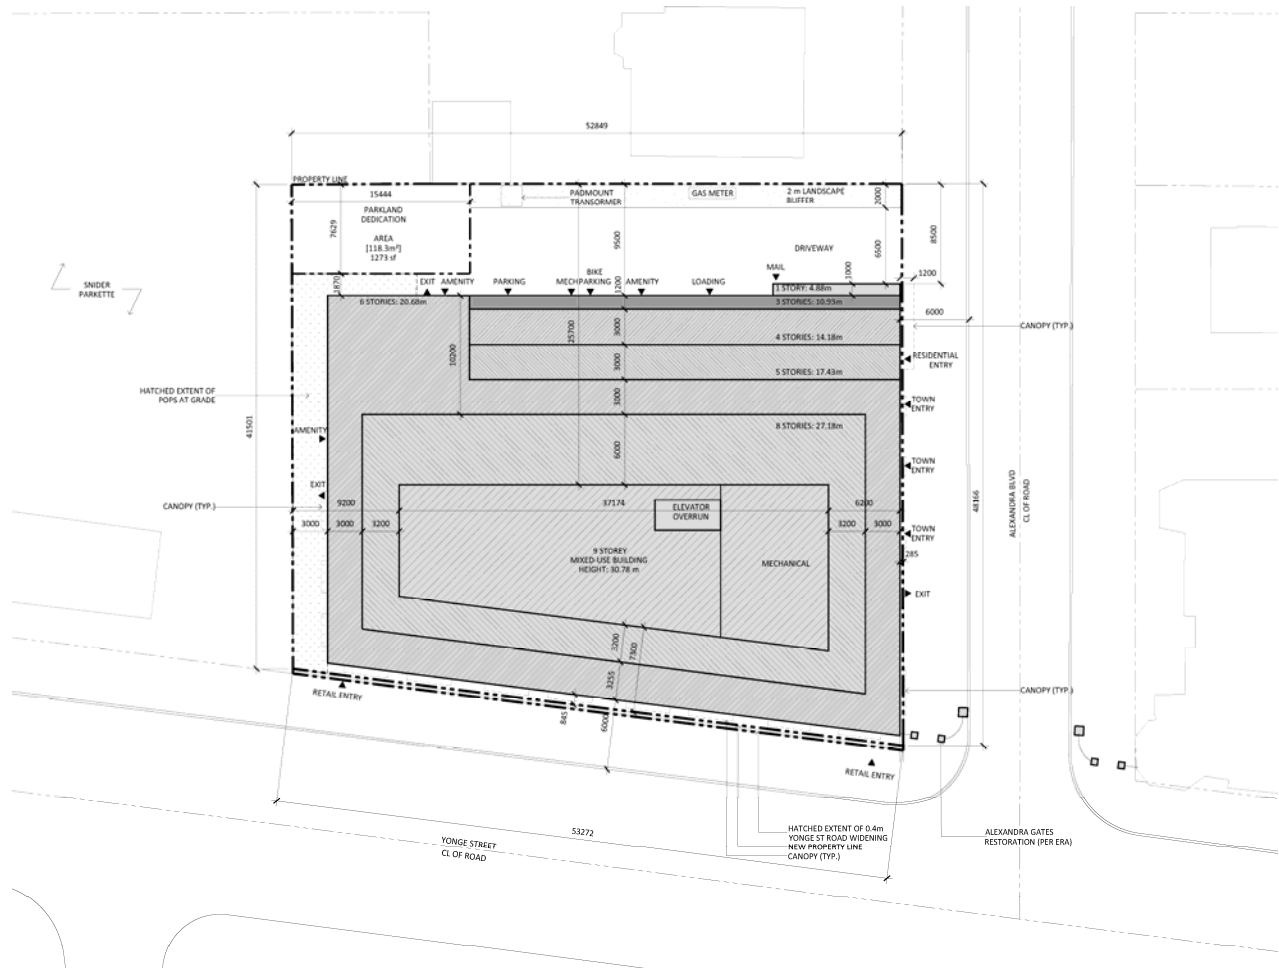 52849
PROPERTY LINE
15444
PARKLAND
DEDICATION
AREA
[118.3m²]
1273 sf
7629
1870
PADMOUNT
TRANSORMER
GAS METER
2 m LANDSCAPE
BUFFER
2000
6500
8500
9500
DRIVEWAY
MAIL
1000
1200
SNIDER
PARKETTE
EXIT
AMENITY
PARKING
MECH
BIKE
PARKING
1200
AMENITY
LOADING
1 STORY: 4.88m
3 STORIES: 10.93m
6 STORIES: 20.68m
6000
CANOPY (TYP.)
3000
4 STORIES: 14.18m
25700
10200
RESIDENTIAL
ENTRY
3000
5 STORIES: 17.43m
HATCHED EXTENT OF
POPS AT GRADE
3000
TOWN
ENTRY
41501
AMENITY
8 STORIES: 27.18m
6000
TOWN
ENTRY
EXIT
CANOPY (TYP.)
9200
37174
6200
ELEVATOR
OVERRUN
48166
ALEXANDRA BLVD
CL OF ROAD
3000
3000
3200
3200
3000
TOWN
ENTRY
9 STOREY
MIXED-USE BUILDING
HEIGHT: 30.78 m
MECHANICAL
285
EXIT
3200
7300
3255
845
6000
RETAIL ENTRY
CANOPY (TYP.)
RETAIL ENTRY
53272
YONGE STREET
CL OF ROAD
HATCHED EXTENT OF 0.4m
YONGE ST ROAD WIDENING
NEW PROPERTY LINE
CANOPY (TYP.)
ALEXANDRA GATES
RESTORATION (PER ERA)